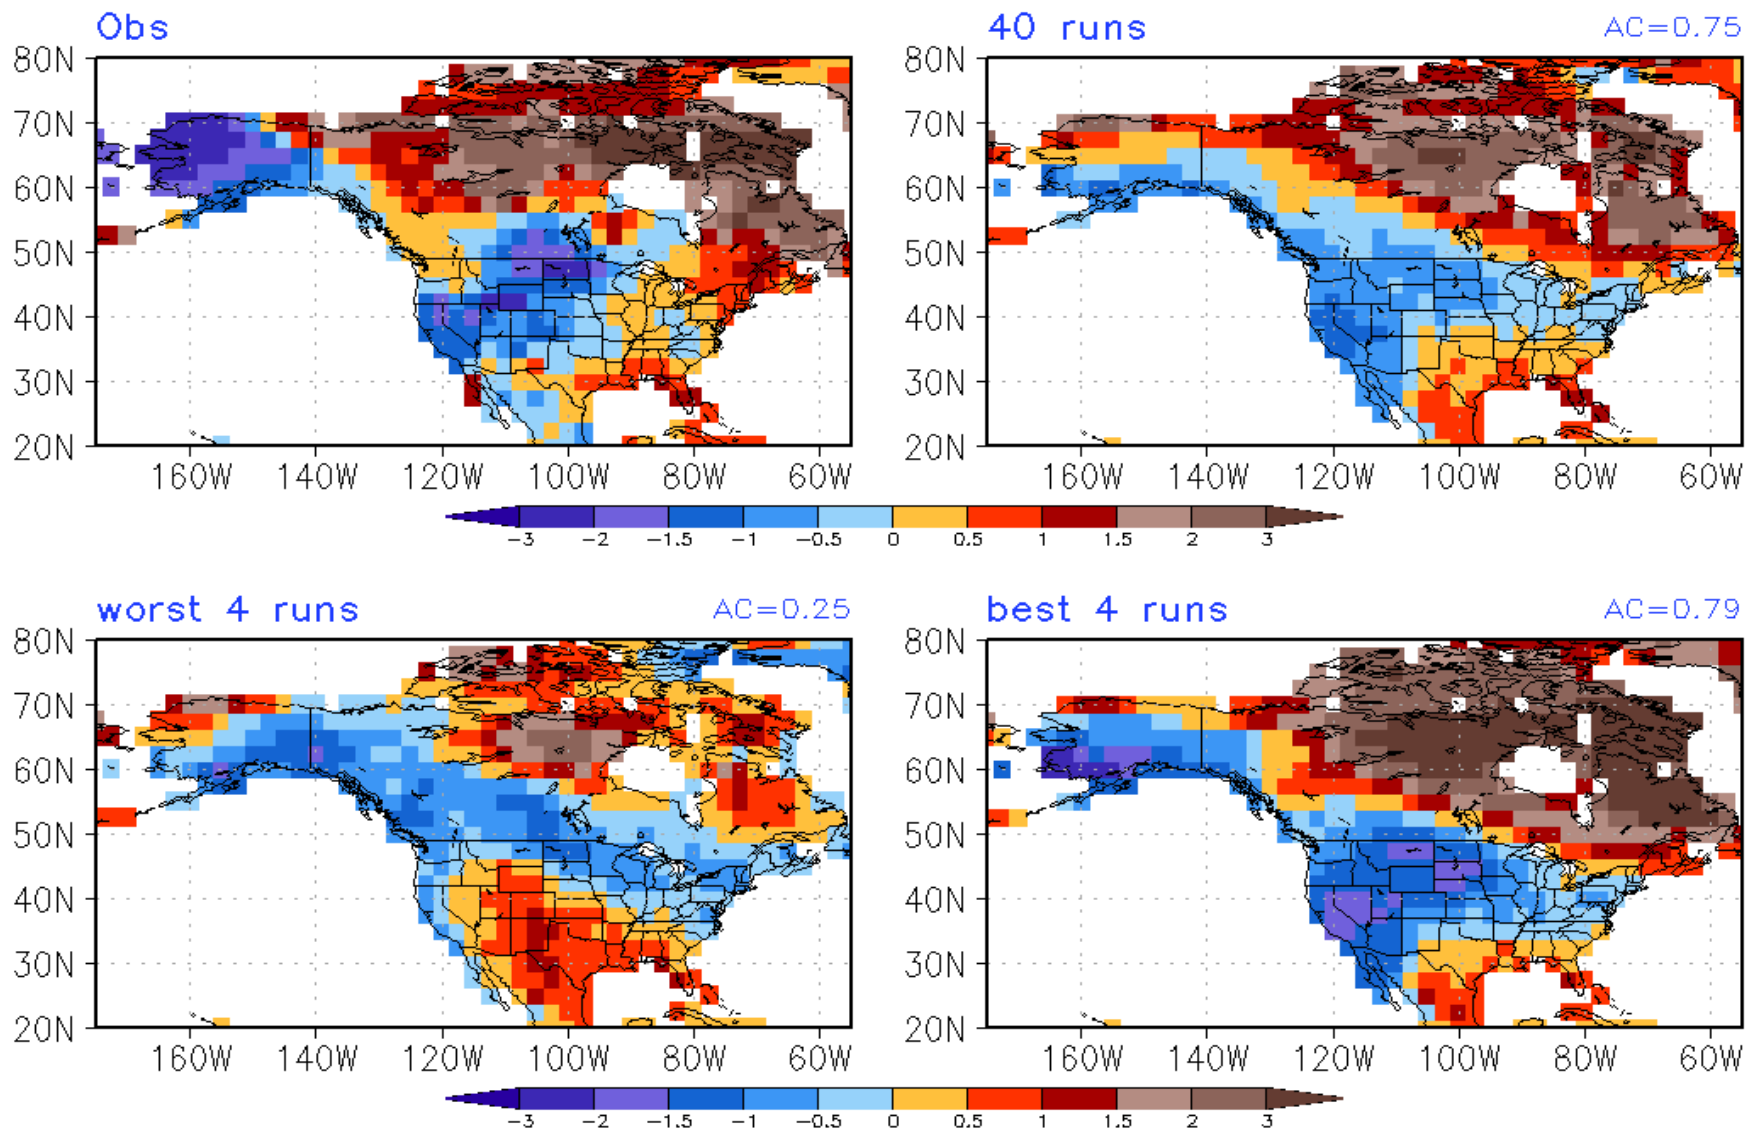 Obs
40 runs AC=0.75
80N 80N
70N 70N
60N 60N
50N 50N
40N 40N
30N 30N
20N 20N
160W 140W 120W 100W 80W 60W 160W 140W 120W 100W 80W 60W
-3 -2 -1.5 -1 -0.5 0 0.5 1 1.5 2 3
worst 4 runs AC=0.25
best 4 runs AC=0.79
80N 80N
70N 70N
60N 60N
50N 50N
40N 40N
30N 30N
20N 20N
160W 140W 120W 100W 80W 60W 160W 140W 120W 100W 80W 60W
-3 -2 -1.5 -1 -0.5 0 0.5 1 1.5 2 3